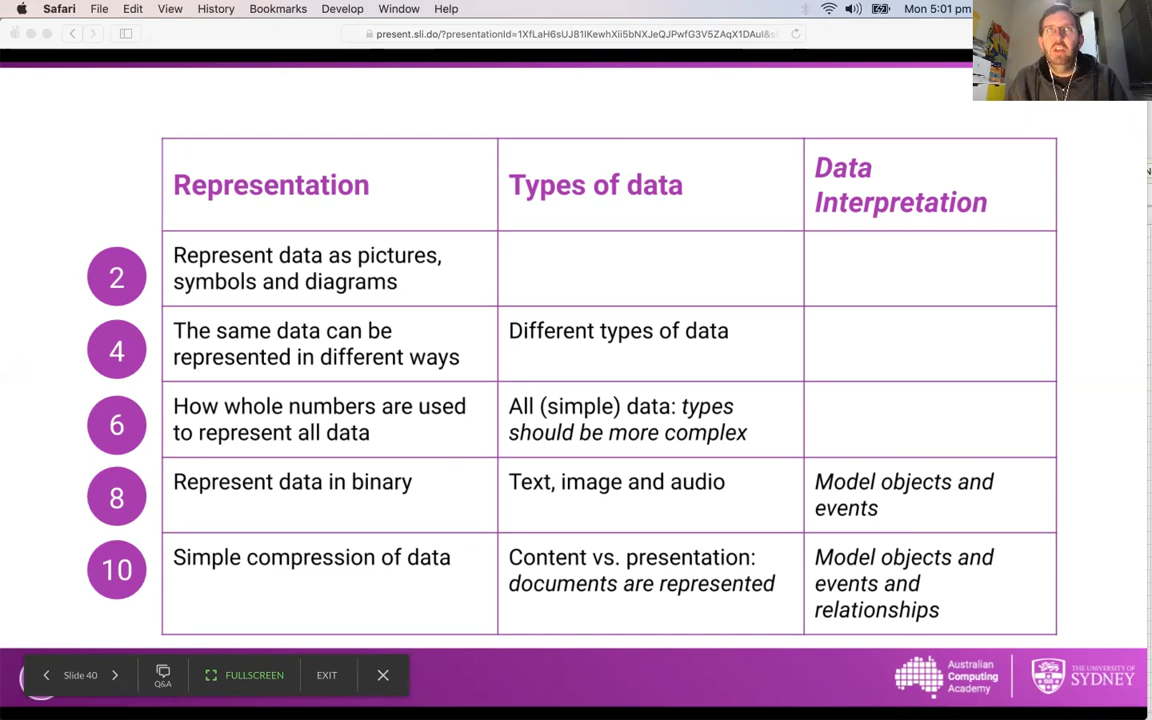 Safari File Edit View History Bookmarks Develop Window Help Mon 5:01 pm
present.sli.do/?presentationId=1XfLaH6sUJ81IKewhXii5bNXJeQJPwfG3V5ZAqX1DAuI&s
Representation Types of data Data
Interpretation
2 Represent data as pictures,
symbols and diagrams
4 The same data can be Different types of data
represented in different ways
6 How whole numbers are used All (simple) data: types
to represent all data should be more complex
8 Represent data in binary Text, image and audio Model objects and
events
10 Simple compression of data Content vs. presentation: Model objects and
documents are represented events and
relationships
Slide 40 Q&A FULLSCREEN EXIT
Australian
Computing
Academy
THE UNIVERSITY OF
SYDNEY